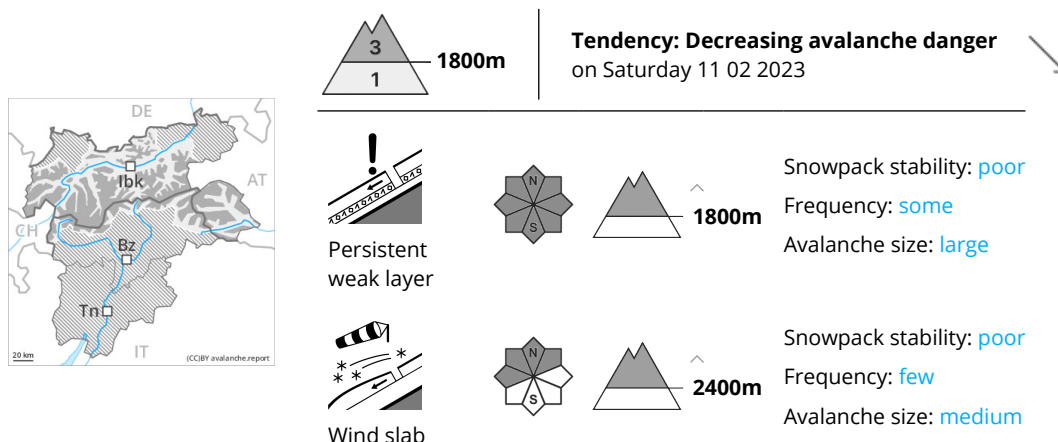 3
1
1800m
Tendency: Decreasing avalanche danger
on Saturday 11 02 2023
DE
Ibk
AT
CH
Bz
Tn
IT
20 km
(CC)BY avalanche.report
N
S
1800m
Persistent
weak layer
Snowpack stability: poor
Frequency: some
Avalanche size: large
N
S
2400m
Wind slab
Snowpack stability: poor
Frequency: few
Avalanche size: medium